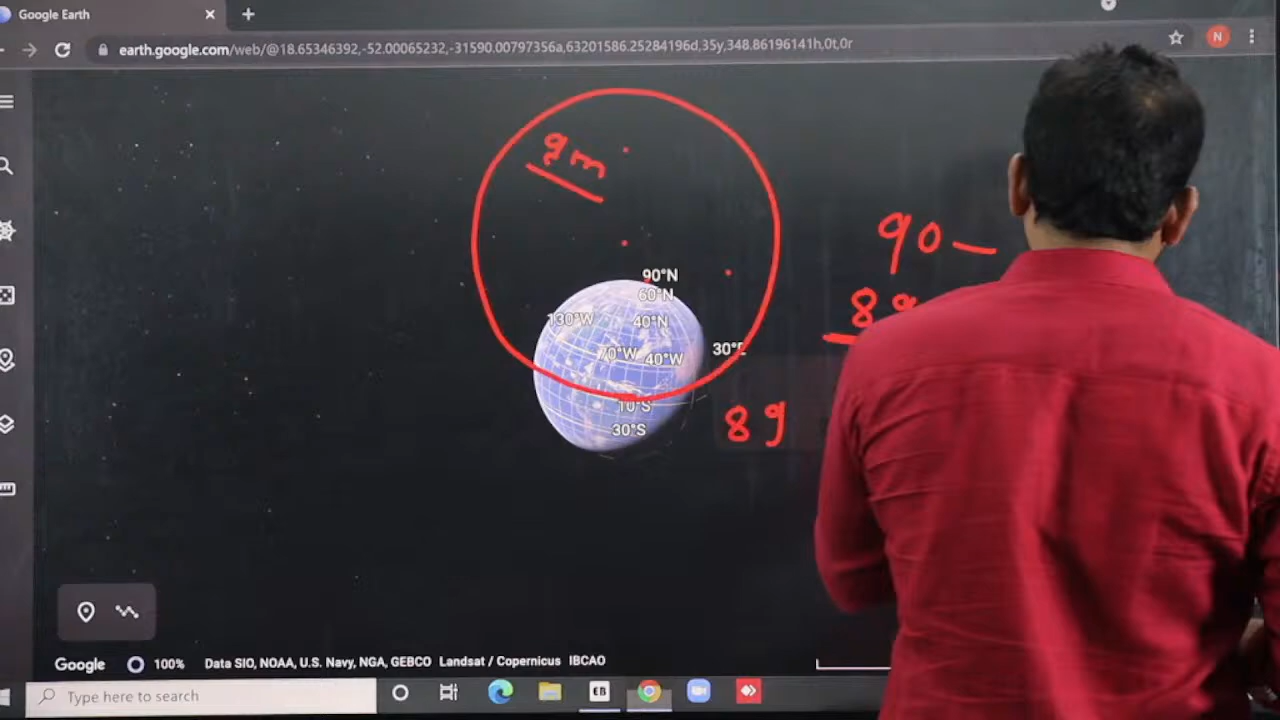 Google Earth
earth.google.com/web/@18.65346392,-52.00065232,-31590.00797356a,63201586.25284196d,35y,348.86196141h,0t,0r
N
9m
90 —
90°N
60°N
130°W
40°N
89
70°W
40°W
30°E
10°S
89
30°S
Google
100%
Data SIO, NOAA, U.S. Navy, NGA, GEBCO Landsat / Copernicus IBCAO
Type here to search
EB